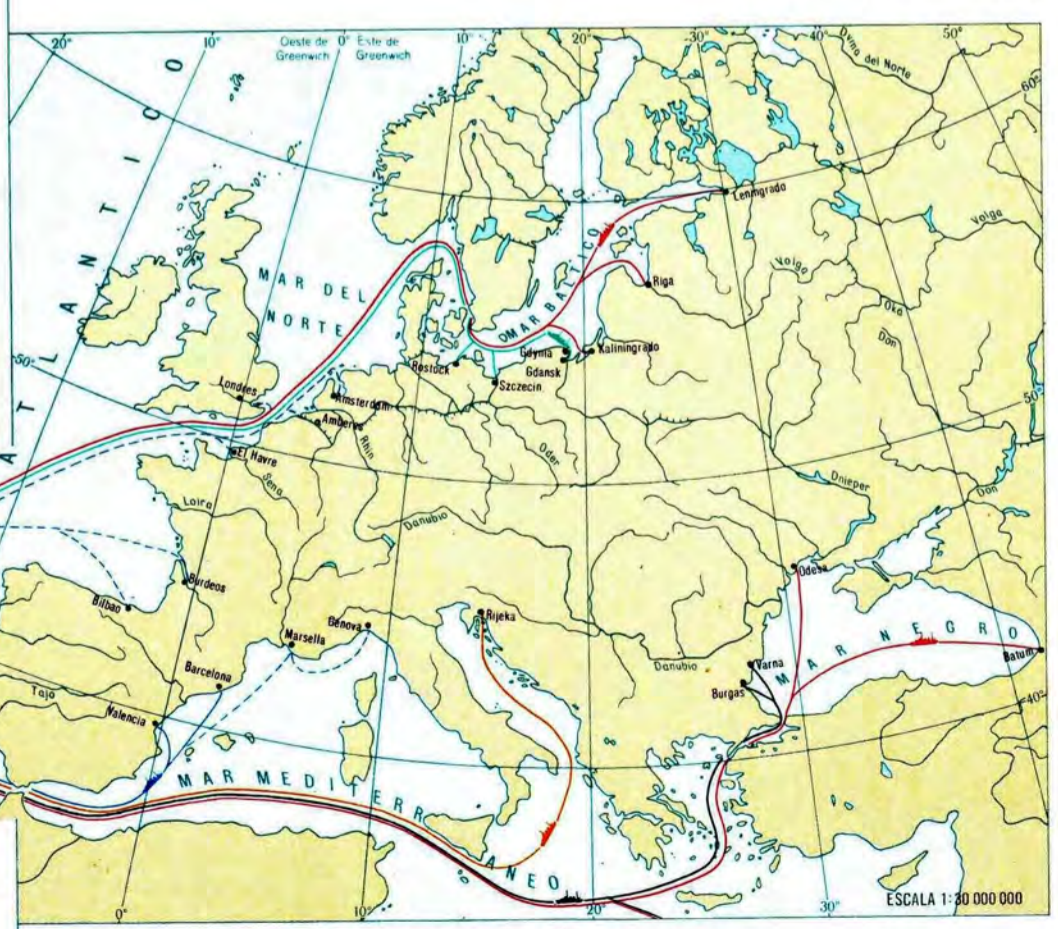 20°
10°
Oeste de 0° Este de
Greenwich Greenwich
10°
20°
30°
40°
50°
Dvina del Norte
60°
ATLANTICO
Leningrado
Volga
MAR DEL
NORTE
MAR BALTICO
Riga
Volga
Oka
Don
50°
Gdynia
Kaliningrado
Rostock
Gdansk
Szczecin
Londres
Amsterdam
Amberes
50°
Rhin
El Havre
Sena
Oder
Dnieper
Don
Loira
Danubio
Burdeos
Odesa
Bilbao
Génova
Rijeka
Marsella
MAR NEGRO
Batum
Barcelona
Danubio
Varna
Tajo
Burgas
Valencia
40°
MAR MEDITERRANEO
ESCALA 1:30 000 000
0°
10°
20°
30°